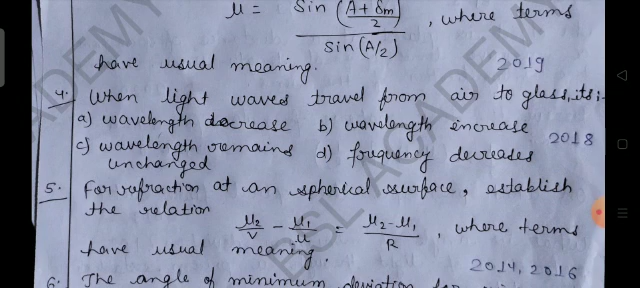 μ = Sin (A + δm / 2) / Sin (A/2) , where terms
have usual meaning. 2019
4. When light waves travel from air to glass, its :-
a) wavelength decrease b) wavelength increase
c) wavelength remains unchanged d) frequency decreases 2018
5. For refraction at an spherical surface, establish
the relation
μ2/v - μ1/u = μ2-μ1/R , where terms
have usual meaning. 2014, 2016
6. The angle of minimum deviation for
BSL ACADEMY